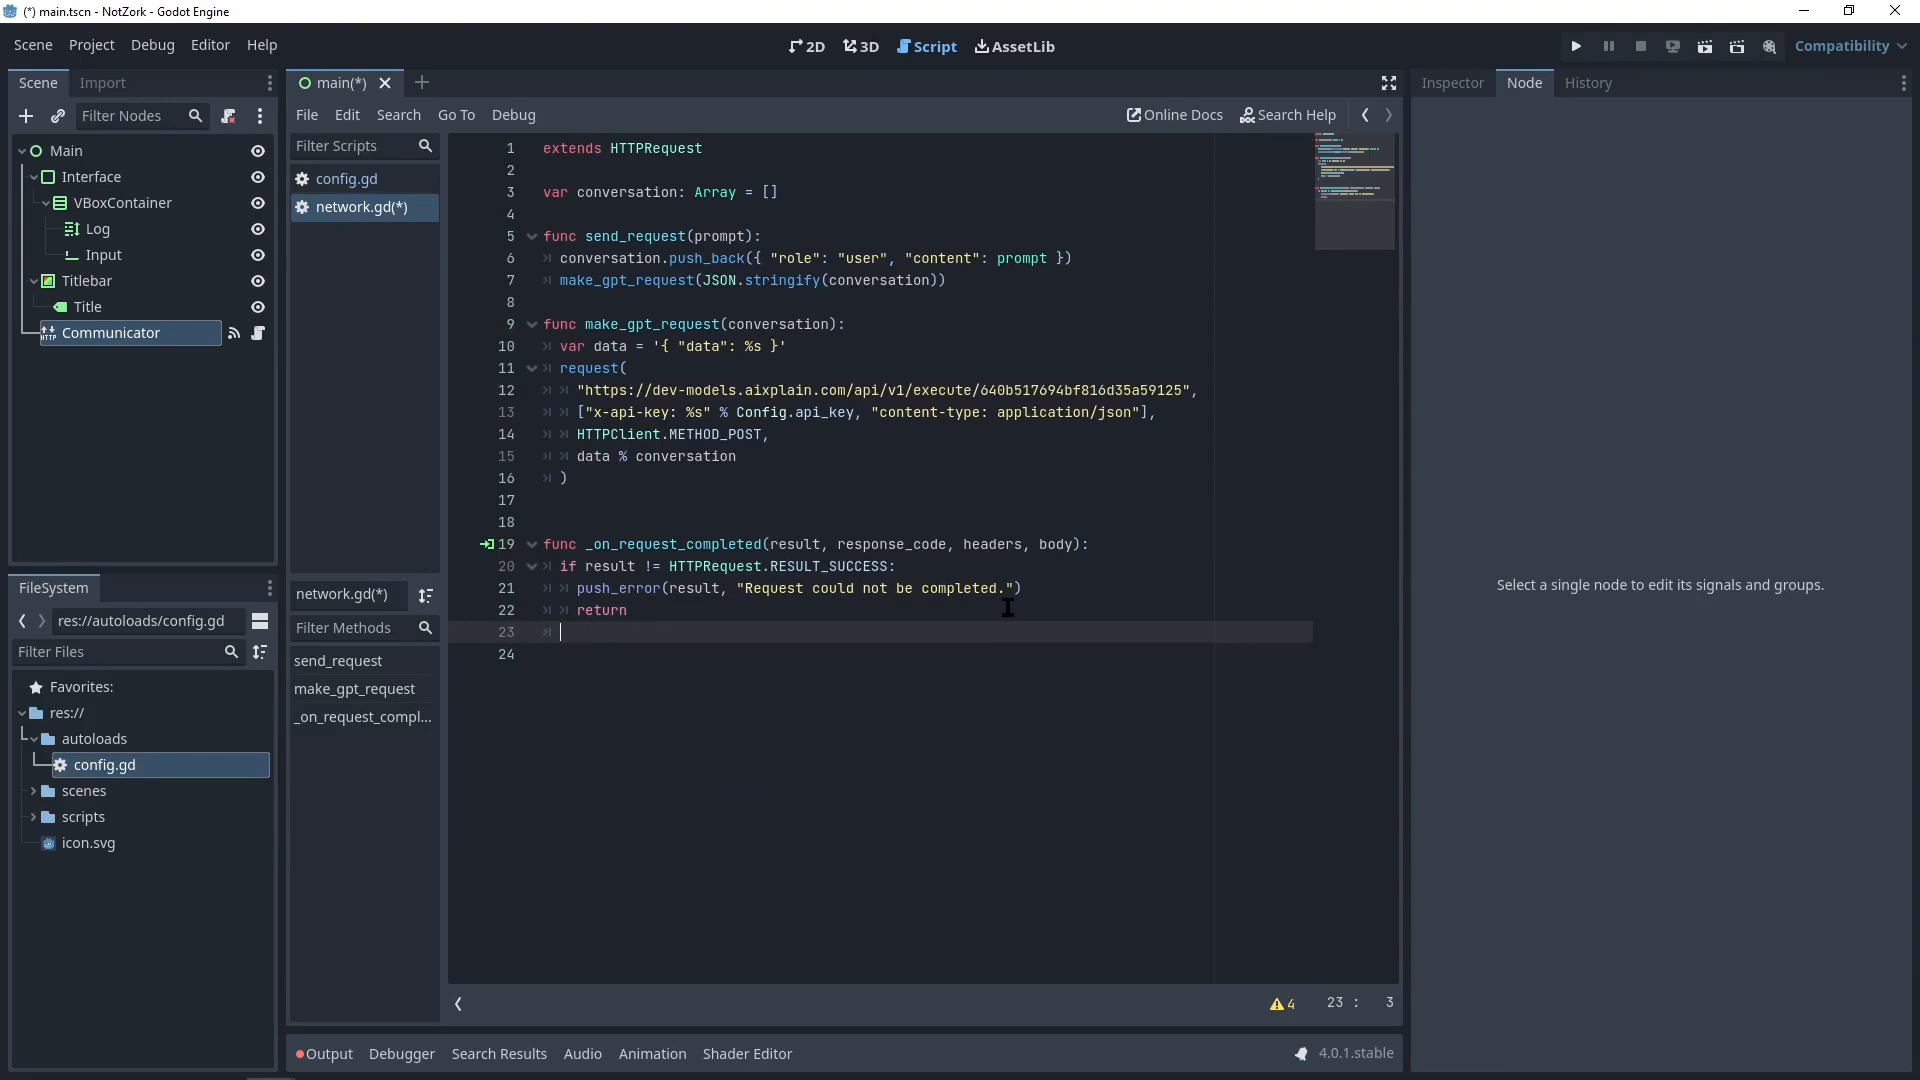 (*) main.tscn - NotZork - Godot Engine
Scene Project Debug Editor Help
2D 3D Script AssetLib
Compatibility
Scene Import
Filter Nodes
Main
Interface
VBoxContainer
Log
Input
Titlebar
Title
Communicator
HTTP
FileSystem
res://autoloads/config.gd
Filter Files
Favorites:
res://
autoloads
config.gd
scenes
scripts
icon.svg
main(*)
File Edit Search Go To Debug
Online Docs Search Help
Filter Scripts
config.gd
network.gd(*)
network.gd(*)
Filter Methods
send_request
make_gpt_request
_on_request_compl...
1 extends HTTPRequest
2
3 var conversation: Array = []
4
5 func send_request(prompt):
6 conversation.push_back({ "role": "user", "content": prompt })
7 make_gpt_request(JSON.stringify(conversation))
8
9 func make_gpt_request(conversation):
10 var data = '{ "data": %s }'
11 request(
12 "https://dev-models.aixplain.com/api/v1/execute/640b517694bf816d35a59125",
13 ["x-api-key: %s" % Config.api_key, "content-type: application/json"],
14 HTTPClient.METHOD_POST,
15 data % conversation
16 )
17
18
19 func _on_request_completed(result, response_code, headers, body):
20 if result != HTTPRequest.RESULT_SUCCESS:
21 push_error(result, "Request could not be completed.")
22 return
23
24
4 23 : 3
Output Debugger Search Results Audio Animation Shader Editor
4.0.1.stable
Inspector Node History
Select a single node to edit its signals and groups.